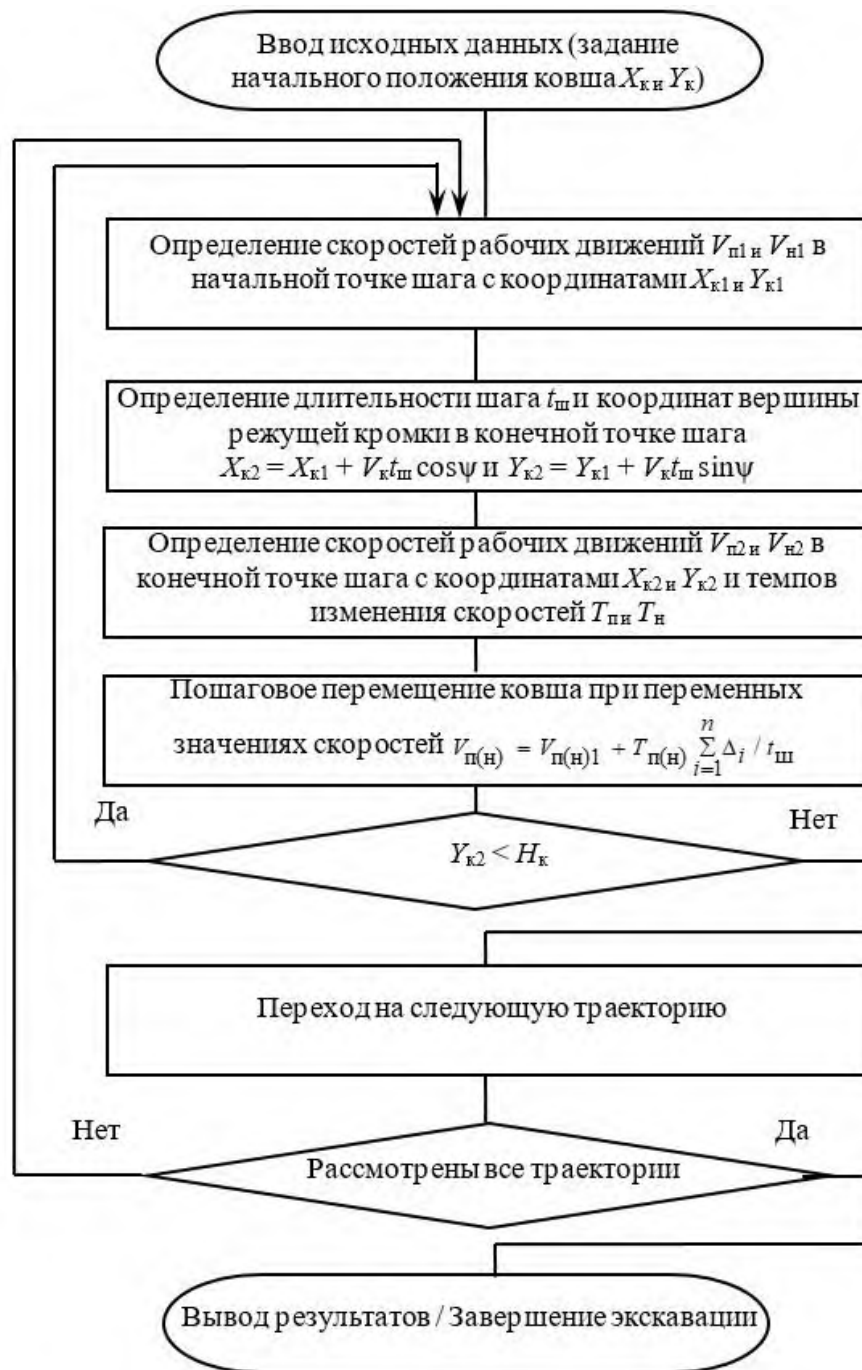 Ввод исходных данных (задание
начального положения ковша Xк и Yк)
Определение скоростей рабочих движений Vп1 и Vн1 в
начальной точке шага с координатами Xк1 и Yк1
Определение длительности шага tш и координат вершины
режущей кромки в конечной точке шага
Xк2 = Xк1 + Vкtш cosψ и Yк2 = Yк1 + Vкtш sinψ
Определение скоростей рабочих движений Vп2 и Vн2 в
конечной точке шага с координатами Xк2 и Yк2 и темпов
изменения скоростей Tп и Tн
Пошаговое перемещение ковша при переменных
значениях скоростей Vп(н) = Vп(н)1 + Tп(н) ∑ⁿi=1 Δi / tш
Да
Нет
Yк2 < Hк
Переход на следующую траекторию
Нет
Да
Рассмотрены все траектории
Вывод результатов / Завершение экскавации